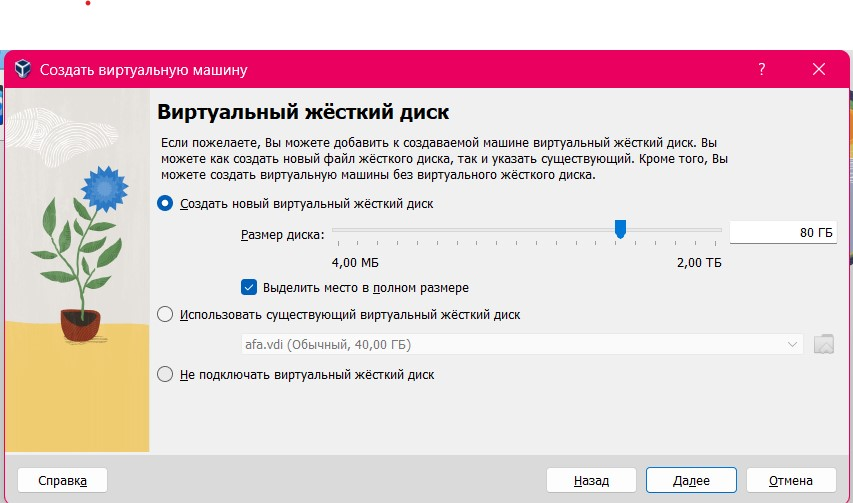 Создать виртуальную машину
?
Виртуальный жёсткий диск
Если пожелаете, Вы можете добавить к создаваемой машине виртуальный жёсткий диск. Вы
можете как создать новый файл жёсткого диска, так и указать существующий. Кроме того, Вы
можете создать виртуальную машины без виртуального жёсткого диска.
Создать новый виртуальный жёсткий диск
Размер диска:
80 ГБ
4,00 МБ
2,00 ТБ
Выделить место в полном размере
Использовать существующий виртуальный жёсткий диск
afa.vdi (Обычный, 40,00 ГБ)
Не подключать виртуальный жёсткий диск
Справка
Назад
Далее
Отмена